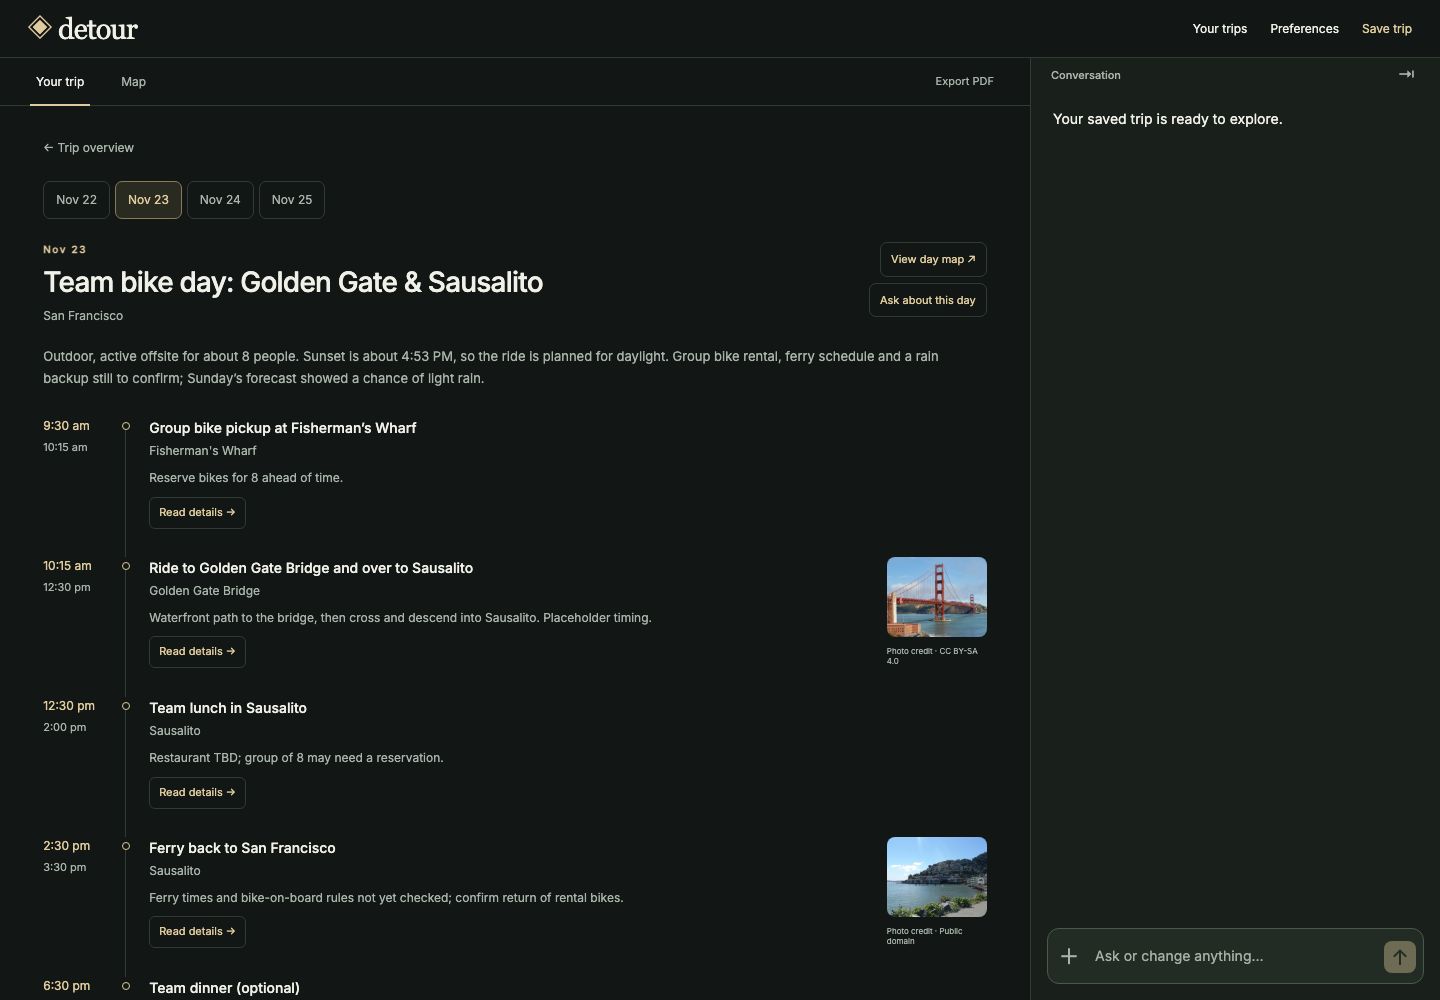 detour
Your trips
Preferences
Save trip
Your trip
Map
Export PDF
Conversation
Your saved trip is ready to explore.
← Trip overview
Nov 22
Nov 23
Nov 24
Nov 25
Nov 23
Team bike day: Golden Gate & Sausalito
San Francisco
View day map ↗
Ask about this day
Outdoor, active offsite for about 8 people. Sunset is about 4:53 PM, so the ride is planned for daylight. Group bike rental, ferry schedule and a rain
backup still to confirm; Sunday’s forecast showed a chance of light rain.
9:30 am
10:15 am
Group bike pickup at Fisherman’s Wharf
Fisherman's Wharf
Reserve bikes for 8 ahead of time.
Read details →
10:15 am
12:30 pm
Ride to Golden Gate Bridge and over to Sausalito
Golden Gate Bridge
Waterfront path to the bridge, then cross and descend into Sausalito. Placeholder timing.
Read details →
Photo credit · CC BY-SA
4.0
12:30 pm
2:00 pm
Team lunch in Sausalito
Sausalito
Restaurant TBD; group of 8 may need a reservation.
Read details →
2:30 pm
3:30 pm
Ferry back to San Francisco
Sausalito
Ferry times and bike-on-board rules not yet checked; confirm return of rental bikes.
Read details →
Photo credit · Public
domain
6:30 pm
Team dinner (optional)
Ask or change anything...